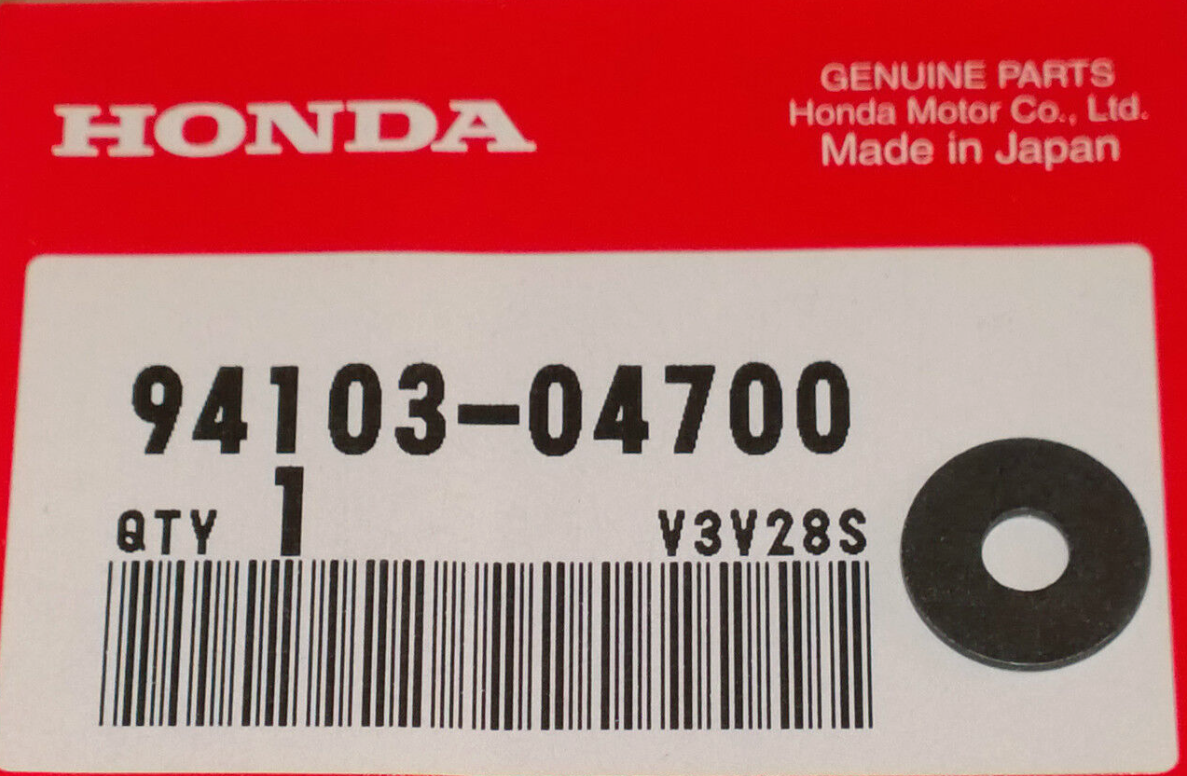 HONDA
GENUINE PARTS
Honda Motor Co., Ltd.
Made in Japan
94103-04700
QTY 1 V3V28S